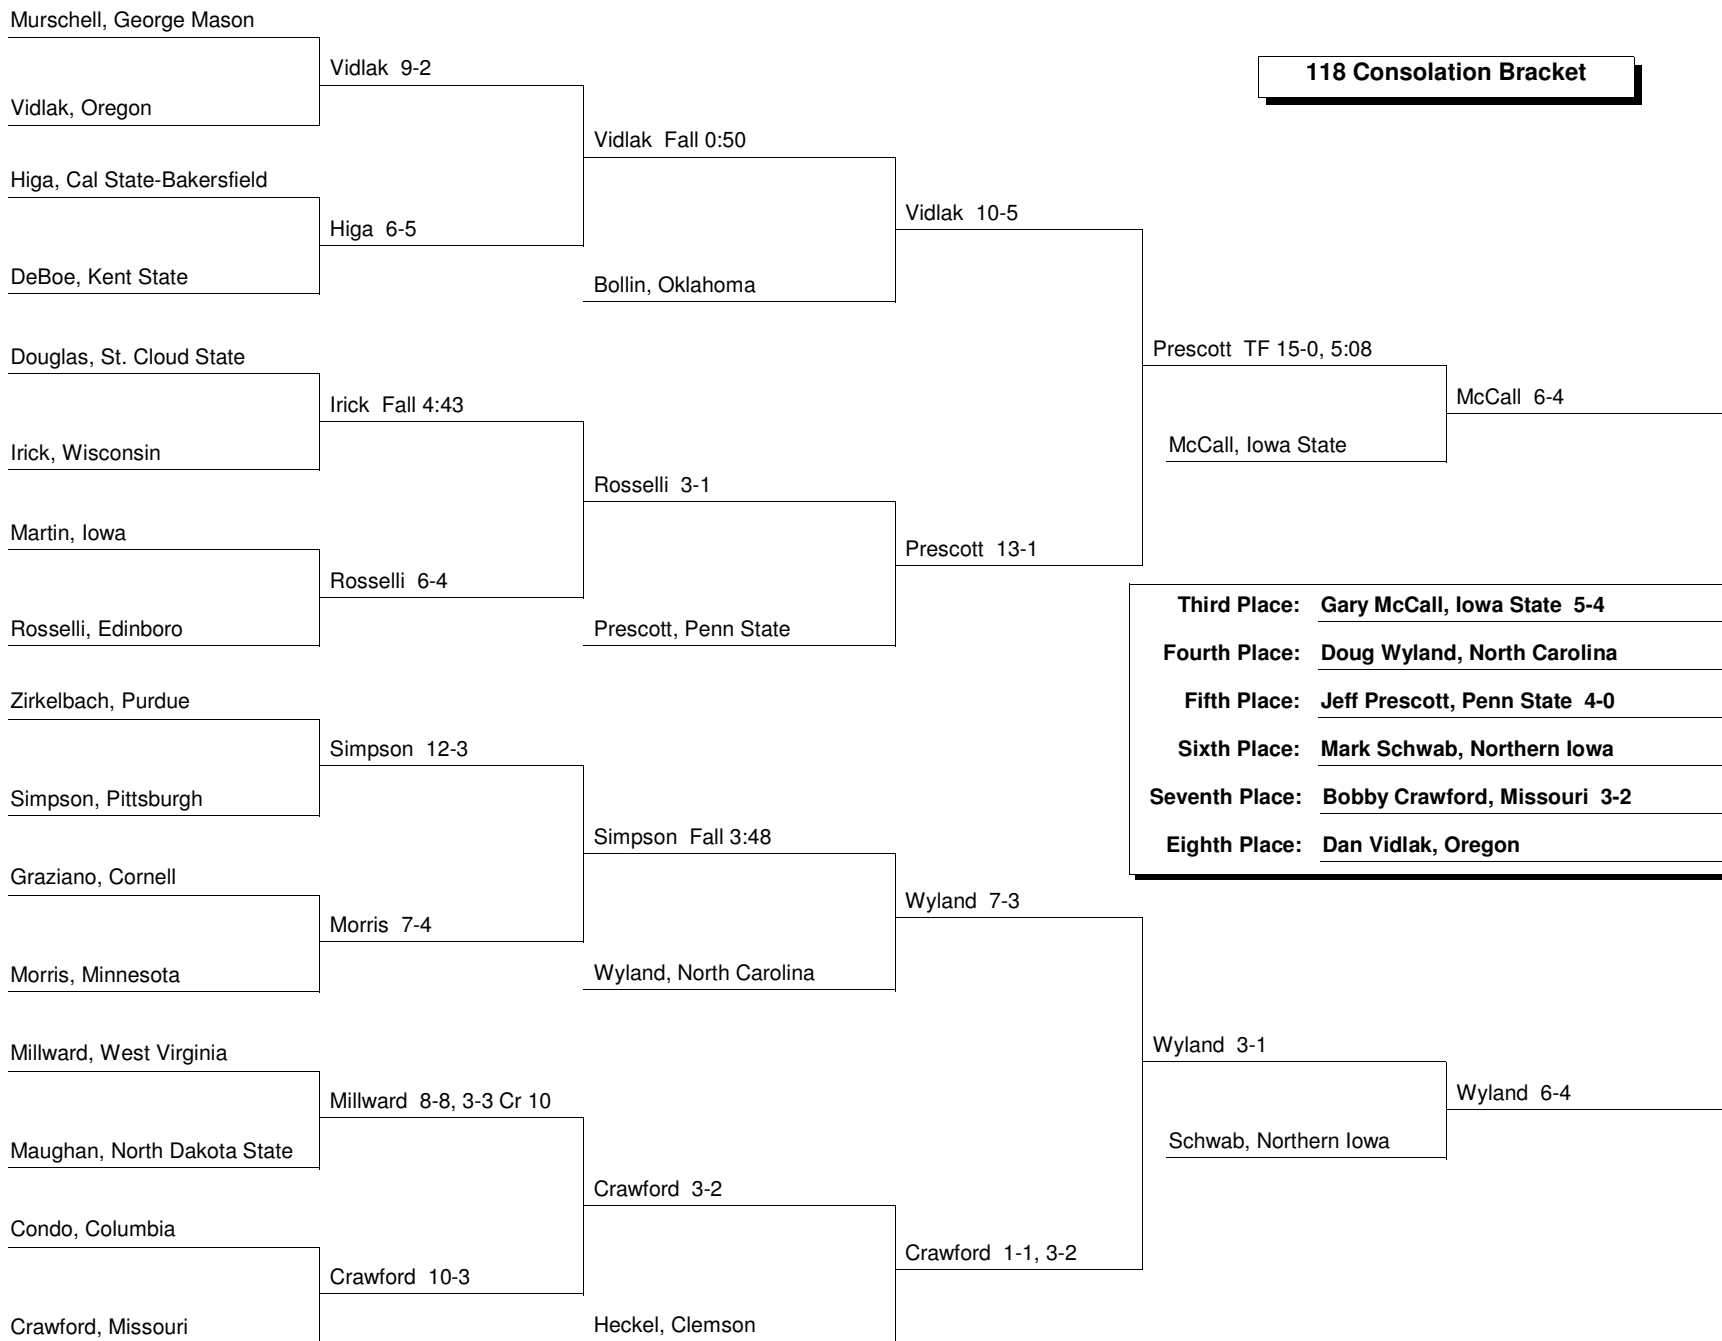 Murschell, George Mason
Vidlak 9-2
118 Consolation Bracket
Vidlak, Oregon
Vidlak Fall 0:50
Higa, Cal State-Bakersfield
Vidlak 10-5
Higa 6-5
DeBoe, Kent State
Bollin, Oklahoma
Douglas, St. Cloud State
Prescott TF 15-0, 5:08
Irick Fall 4:43
McCall 6-4
Irick, Wisconsin
McCall, Iowa State
Rosselli 3-1
Martin, Iowa
Prescott 13-1
Rosselli 6-4
Rosselli, Edinboro
Prescott, Penn State
Third Place: Gary McCall, Iowa State 5-4
Fourth Place: Doug Wyland, North Carolina
Fifth Place: Jeff Prescott, Penn State 4-0
Sixth Place: Mark Schwab, Northern Iowa
Seventh Place: Bobby Crawford, Missouri 3-2
Eighth Place: Dan Vidlak, Oregon
Zirkelbach, Purdue
Simpson 12-3
Simpson, Pittsburgh
Simpson Fall 3:48
Graziano, Cornell
Wyland 7-3
Morris 7-4
Morris, Minnesota
Wyland, North Carolina
Millward, West Virginia
Wyland 3-1
Millward 8-8, 3-3 Cr 10
Wyland 6-4
Maughan, North Dakota State
Schwab, Northern Iowa
Crawford 3-2
Condo, Columbia
Crawford 1-1, 3-2
Crawford 10-3
Crawford, Missouri
Heckel, Clemson